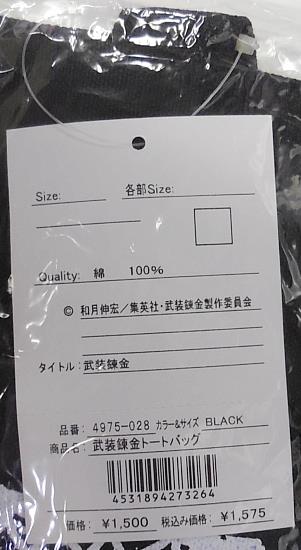 Size: 各部Size:
Quality: 綿 100%
© 和月伸宏／集英社・武装錬金製作委員会
タイトル: 武装錬金
品番: 4975-028 カラー&サイズ BLACK
商品名: 武装錬金トートバッグ
4531894273264
価格: ¥1,500 税込み価格: ¥1,575